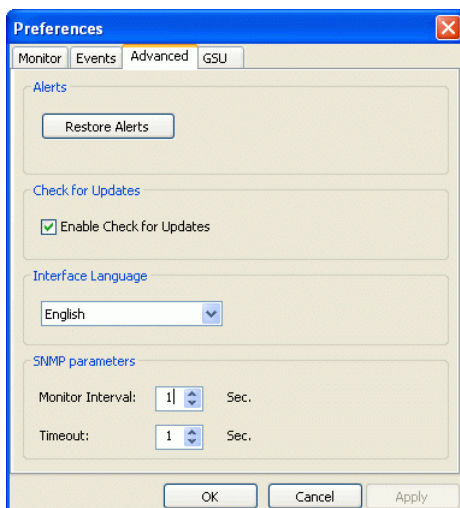 Preferences
Monitor Events Advanced GSU
Alerts
Restore Alerts
Check for Updates
Enable Check for Updates
Interface Language
English
SNMP parameters
Monitor Interval: 1 Sec.
Timeout: 1 Sec.
OK Cancel Apply